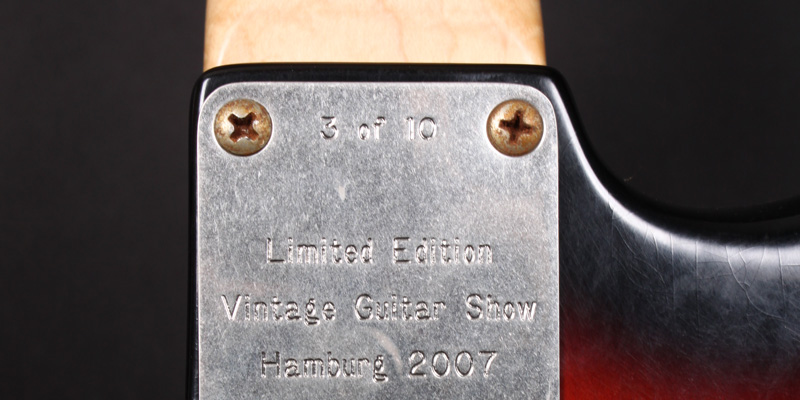 3 of 10
Limited Edition
Vintage Guitar Show
Hamburg 2007